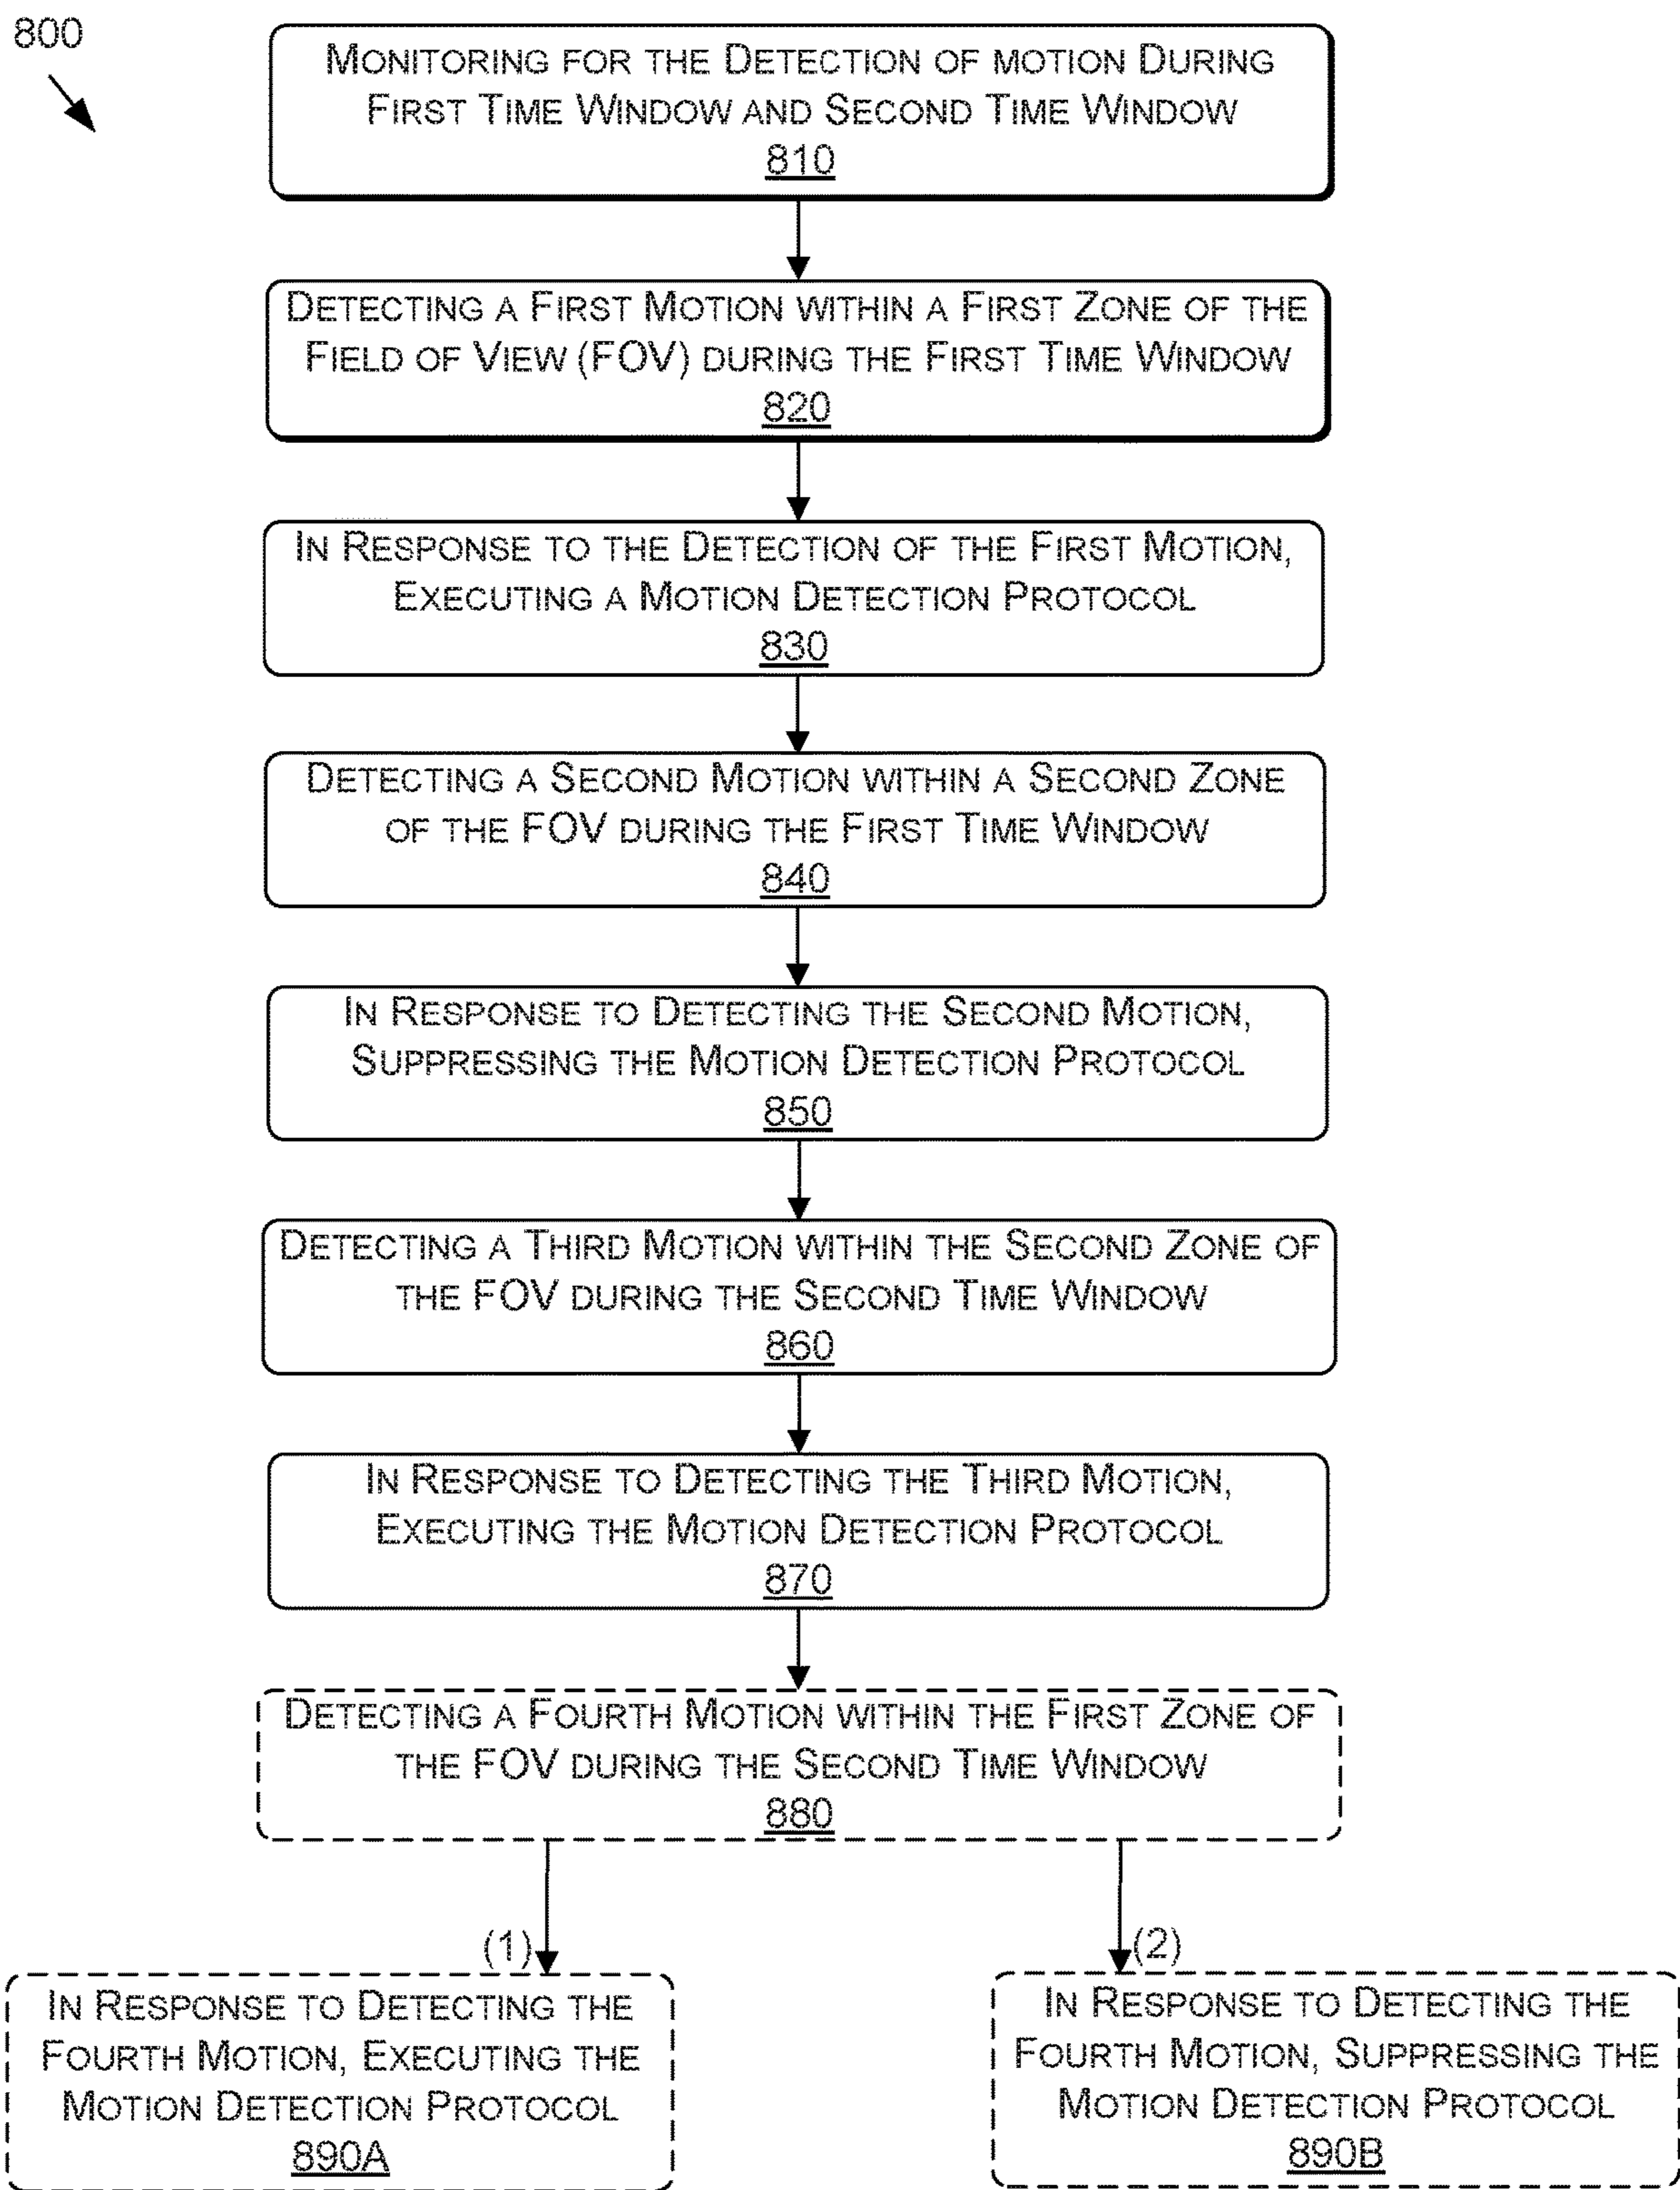 800
MONITORING FOR THE DETECTION OF MOTION DURING
FIRST TIME WINDOW AND SECOND TIME WINDOW
810
DETECTING A FIRST MOTION WITHIN A FIRST ZONE OF THE
FIELD OF VIEW (FOV) DURING THE FIRST TIME WINDOW
820
IN RESPONSE TO THE DETECTION OF THE FIRST MOTION,
EXECUTING A MOTION DETECTION PROTOCOL
830
DETECTING A SECOND MOTION WITHIN A SECOND ZONE
OF THE FOV DURING THE FIRST TIME WINDOW
840
IN RESPONSE TO DETECTING THE SECOND MOTION,
SUPPRESSING THE MOTION DETECTION PROTOCOL
850
DETECTING A THIRD MOTION WITHIN THE SECOND ZONE OF
THE FOV DURING THE SECOND TIME WINDOW
860
IN RESPONSE TO DETECTING THE THIRD MOTION,
EXECUTING THE MOTION DETECTION PROTOCOL
870
DETECTING A FOURTH MOTION WITHIN THE FIRST ZONE OF
THE FOV DURING THE SECOND TIME WINDOW
880
(1)
IN RESPONSE TO DETECTING THE
FOURTH MOTION, EXECUTING THE
MOTION DETECTION PROTOCOL
890A
(2)
IN RESPONSE TO DETECTING THE
FOURTH MOTION, SUPPRESSING THE
MOTION DETECTION PROTOCOL
890B